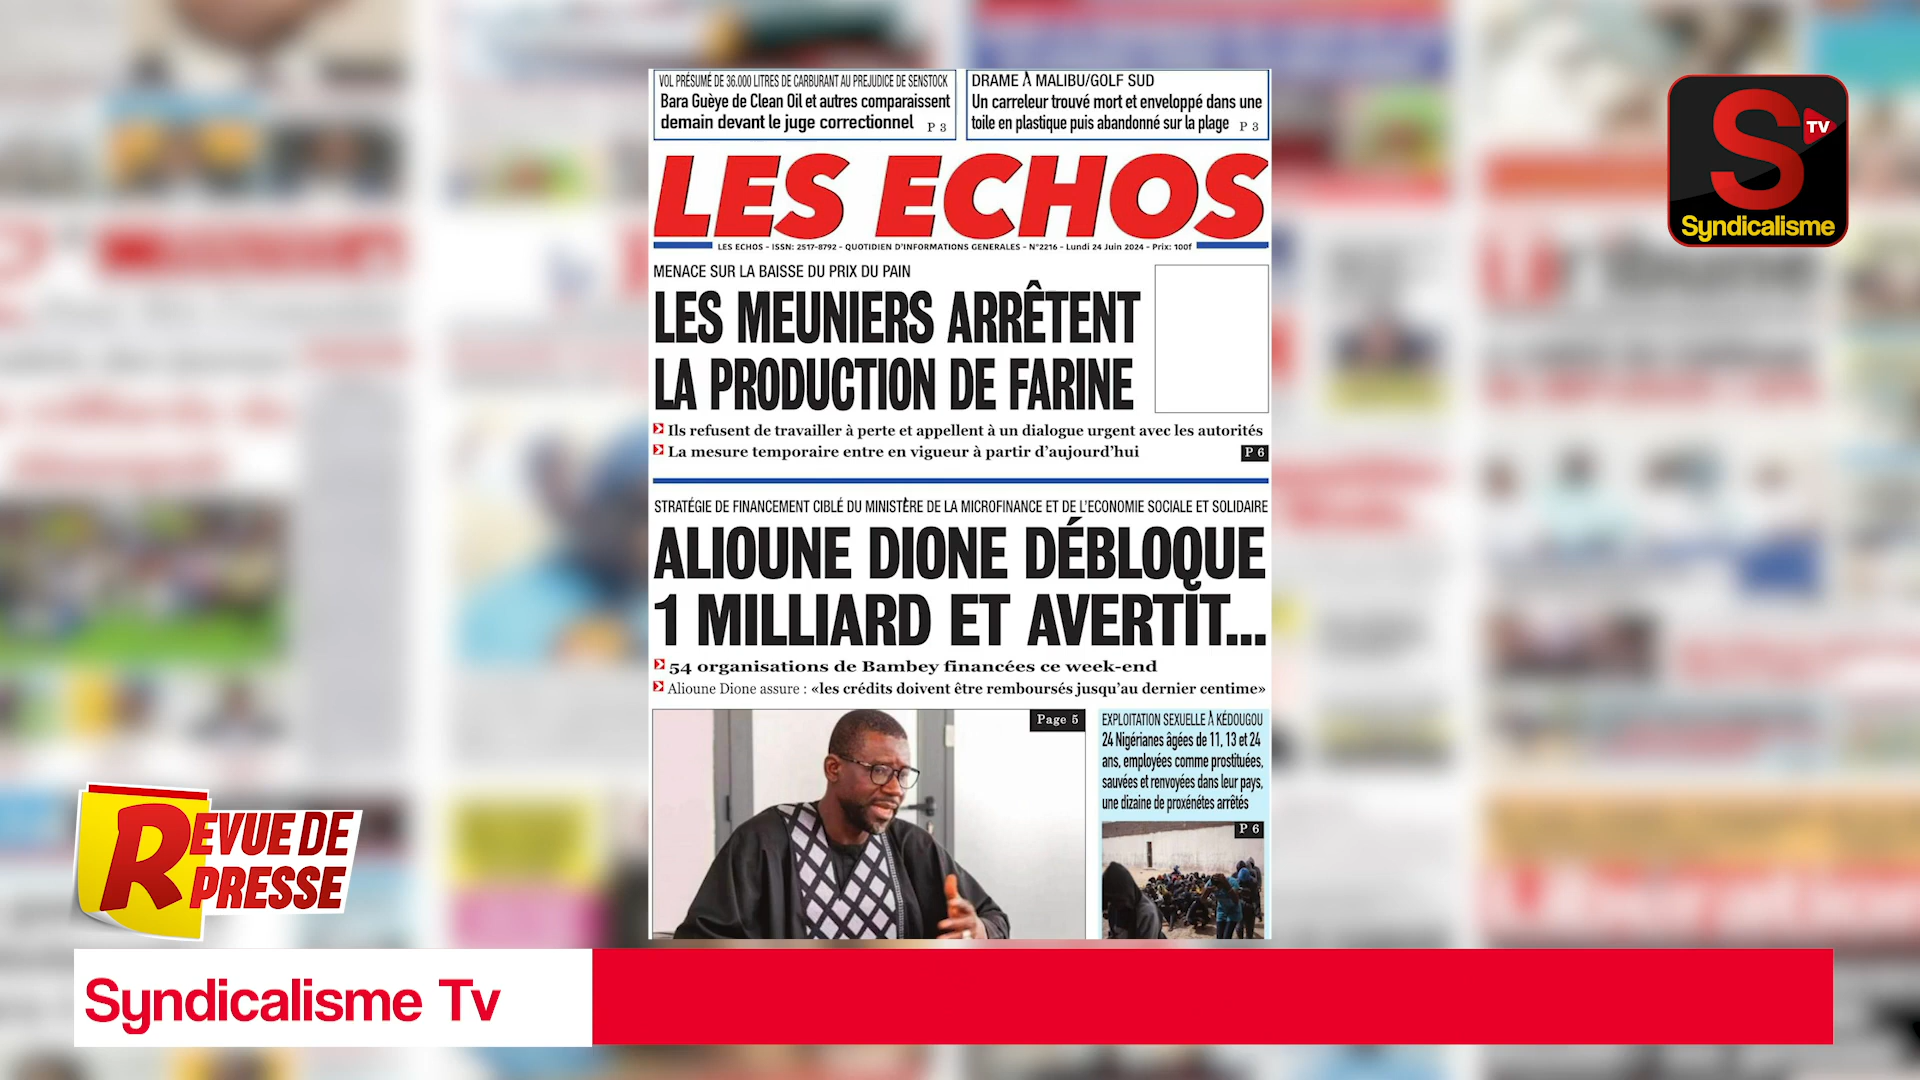 VOL PRÉSUMÉ DE 36.000 LITRES DE CARBURANT AU PREJUDICE DE SENSTOCK
Bara Guèye de Clean Oil et autres comparaissent
demain devant le juge correctionnel P 3
DRAME À MALIBU/GOLF SUD
Un carreleur trouvé mort et enveloppé dans une
toile en plastique puis abandonné sur la plage P 3
LES ECHOS
LES ECHOS - ISSN: 2517-8792 - QUOTIDIEN D'INFORMATIONS GENERALES - N°2216 - Lundi 24 Juin 2024 - Prix: 100f
MENACE SUR LA BAISSE DU PRIX DU PAIN
LES MEUNIERS ARRÊTENT
LA PRODUCTION DE FARINE
Ils refusent de travailler à perte et appellent à un dialogue urgent avec les autorités
La mesure temporaire entre en vigueur à partir d'aujourd'hui
P 6
STRATÉGIE DE FINANCEMENT CIBLÉ DU MINISTÈRE DE LA MICROFINANCE ET DE L'ECONOMIE SOCIALE ET SOLIDAIRE
ALIOUNE DIONE DÉBLOQUE
1 MILLIARD ET AVERTIT...
54 organisations de Bambey financées ce week-end
Alioune Dione assure : «les crédits doivent être remboursés jusqu'au dernier centime»
Page 5
EXPLOITATION SEXUELLE À KÉDOUGOU
24 Nigérianes âgées de 11, 13 et 24
ans, employées comme prostituées,
sauvées et renvoyées dans leur pays,
une dizaine de proxénétes arrêtés
P 6
S TV
Syndicalisme
REVUE DE
PRESSE
Syndicalisme Tv